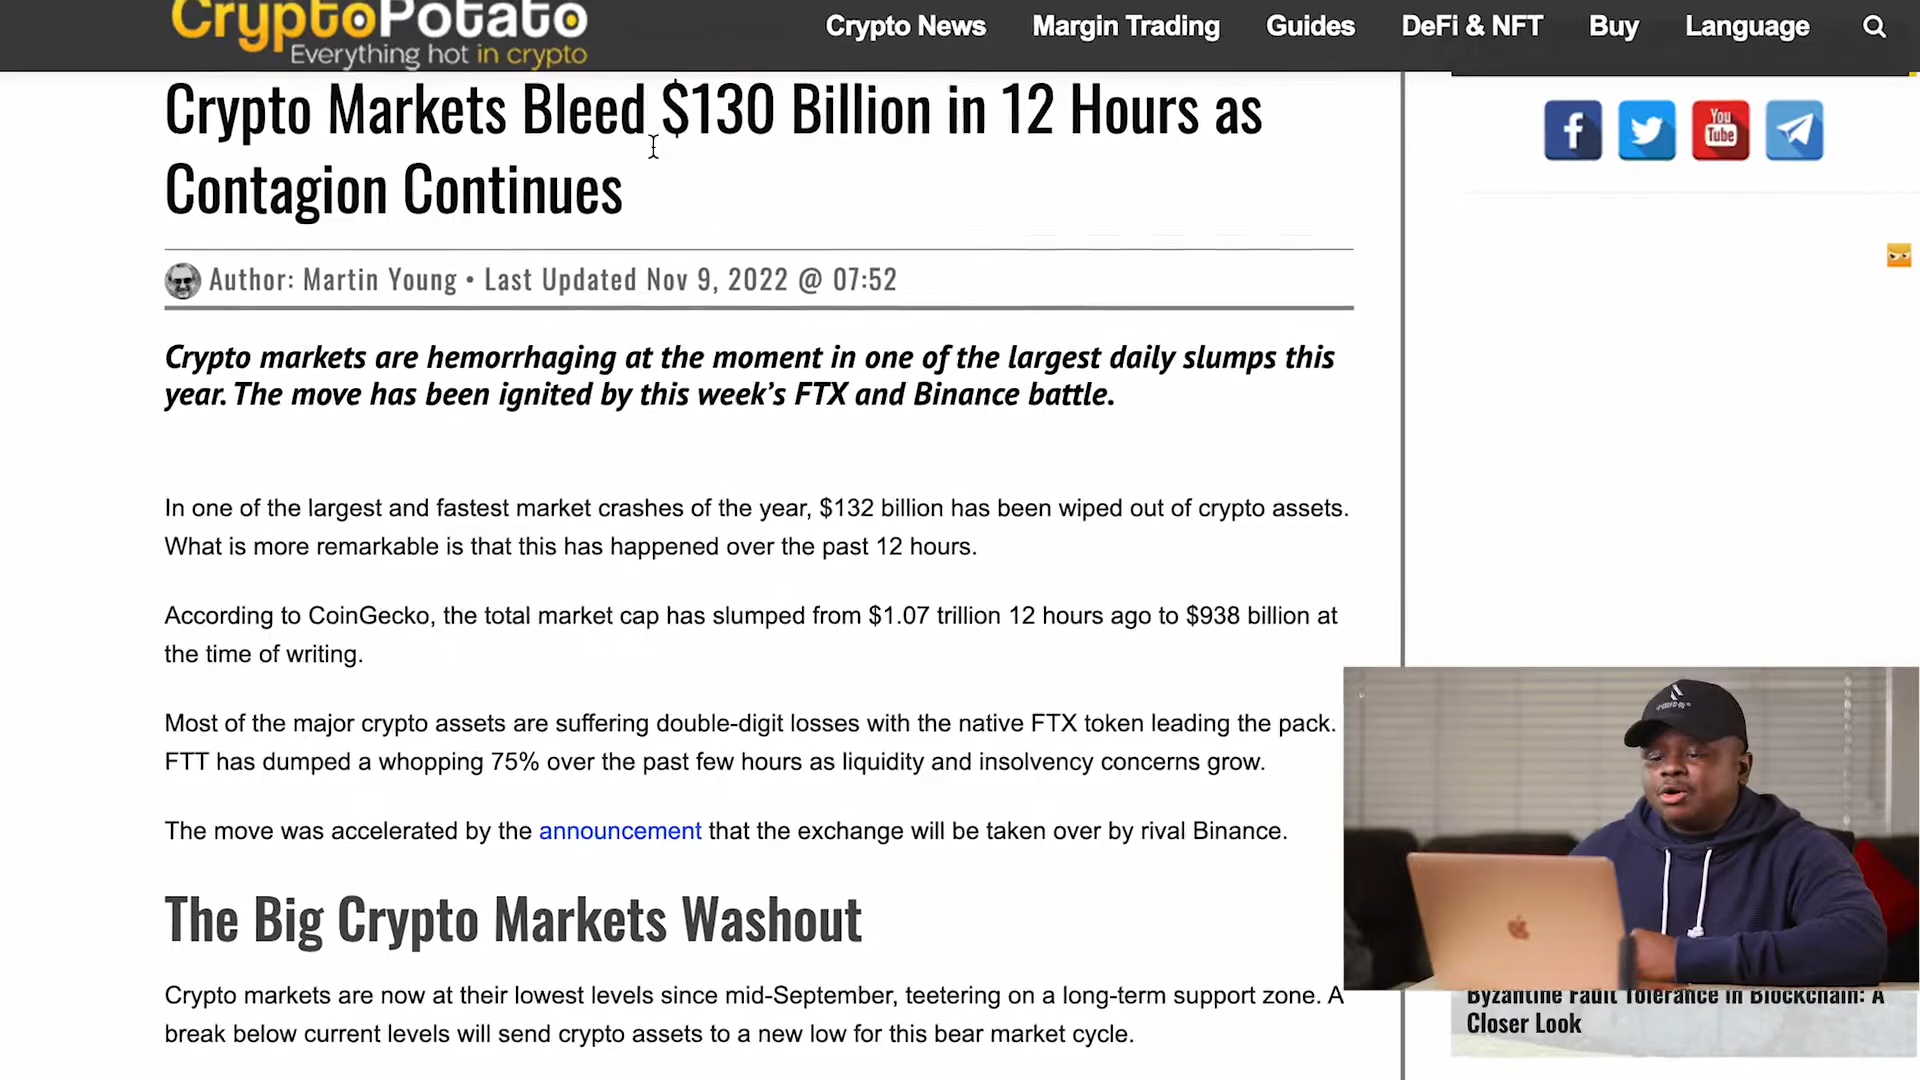 CryptoPotato
Everything hot in crypto
Crypto News Margin Trading Guides DeFi & NFT Buy Language
Crypto Markets Bleed $130 Billion in 12 Hours as
Contagion Continues
Author: Martin Young • Last Updated Nov 9, 2022 @ 07:52
Crypto markets are hemorrhaging at the moment in one of the largest daily slumps this
year. The move has been ignited by this week’s FTX and Binance battle.
In one of the largest and fastest market crashes of the year, $132 billion has been wiped out of crypto assets.
What is more remarkable is that this has happened over the past 12 hours.
According to CoinGecko, the total market cap has slumped from $1.07 trillion 12 hours ago to $938 billion at
the time of writing.
Most of the major crypto assets are suffering double-digit losses with the native FTX token leading the pack.
FTT has dumped a whopping 75% over the past few hours as liquidity and insolvency concerns grow.
The move was accelerated by the announcement that the exchange will be taken over by rival Binance.
The Big Crypto Markets Washout
Crypto markets are now at their lowest levels since mid-September, teetering on a long-term support zone. A
break below current levels will send crypto assets to a new low for this bear market cycle.
You
Tube
Byzantine Fault Tolerance in Blockchain: A
Closer Look